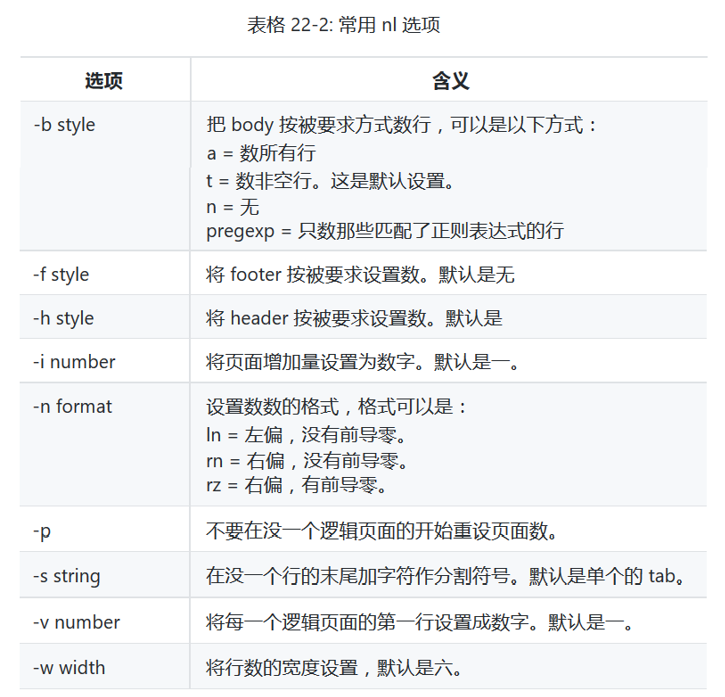 表格 22-2: 常用 nl 选项
选项 含义
-b style 把 body 按被要求方式数行，可以是以下方式：
a = 数所有行
t = 数非空行。这是默认设置。
n = 无
pregexp = 只数那些匹配了正则表达式的行
-f style 将 footer 按被要求设置数。默认是无
-h style 将 header 按被要求设置数。默认是
-i number 将页面增加量设置为数字。默认是一。
-n format 设置数数的格式，格式可以是：
ln = 左偏，没有前导零。
rn = 右偏，没有前导零。
rz = 右偏，有前导零。
-p 不要在没一个逻辑页面的开始重设页面数。
-s string 在没一个行的末尾加字符作分割符号。默认是单个的 tab。
-v number 将每一个逻辑页面的第一行设置成数字。默认是一。
-w width 将行数的宽度设置，默认是六。